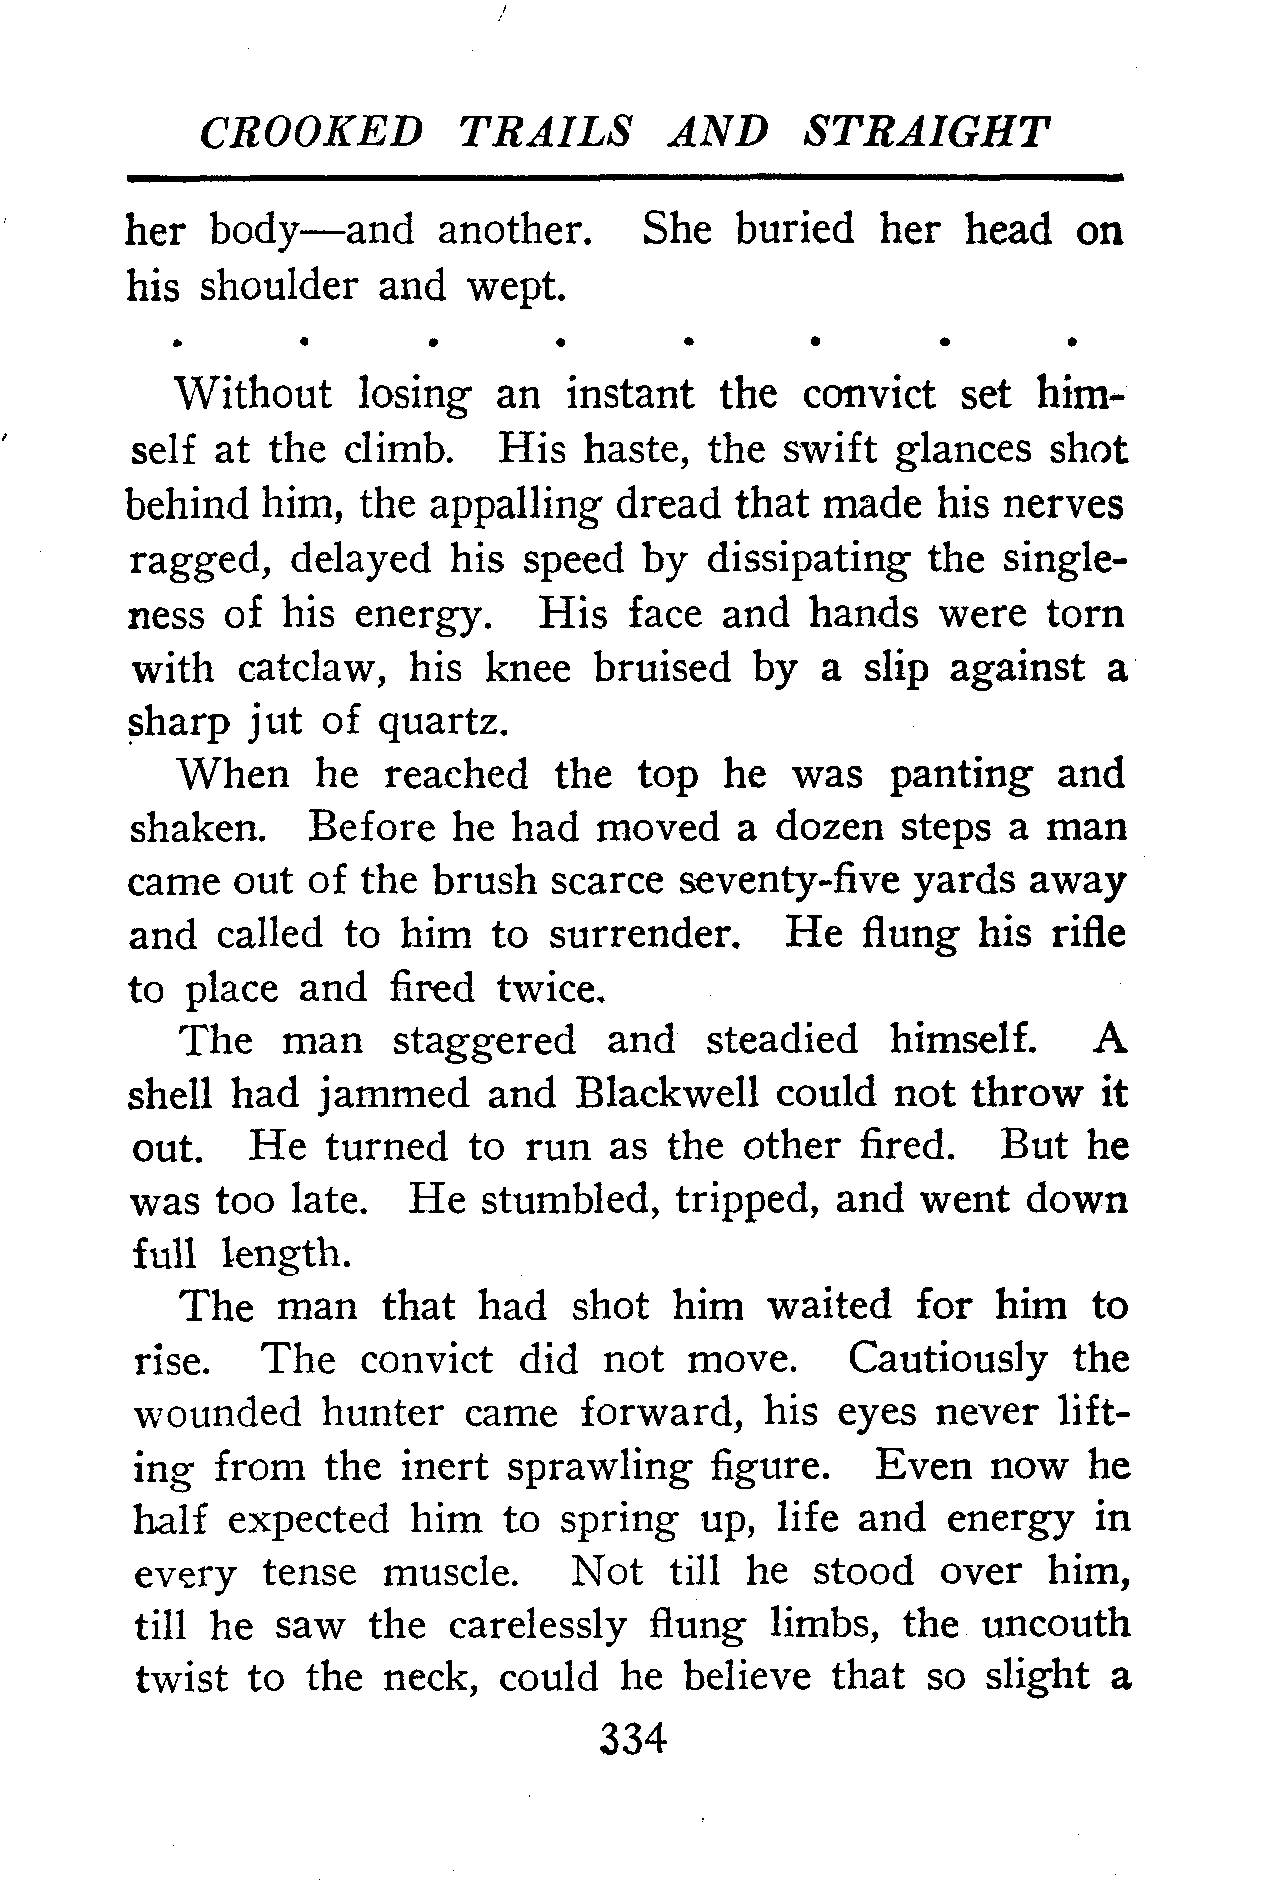 CROOKED TRAILS AND STRAIGHT
her body—and another. She buried her head on
his shoulder and wept.
. . . . . . . .
Without losing an instant the convict set him-
self at the climb. His haste, the swift glances shot
behind him, the appalling dread that made his nerves
ragged, delayed his speed by dissipating the single-
ness of his energy. His face and hands were torn
with catclaw, his knee bruised by a slip against a
sharp jut of quartz.
When he reached the top he was panting and
shaken. Before he had moved a dozen steps a man
came out of the brush scarce seventy-five yards away
and called to him to surrender. He flung his rifle
to place and fired twice.
The man staggered and steadied himself. A
shell had jammed and Blackwell could not throw it
out. He turned to run as the other fired. But he
was too late. He stumbled, tripped, and went down
full length.
The man that had shot him waited for him to
rise. The convict did not move. Cautiously the
wounded hunter came forward, his eyes never lift-
ing from the inert sprawling figure. Even now he
half expected him to spring up, life and energy in
every tense muscle. Not till he stood over him,
till he saw the carelessly flung limbs, the uncouth
twist to the neck, could he believe that so slight a
334